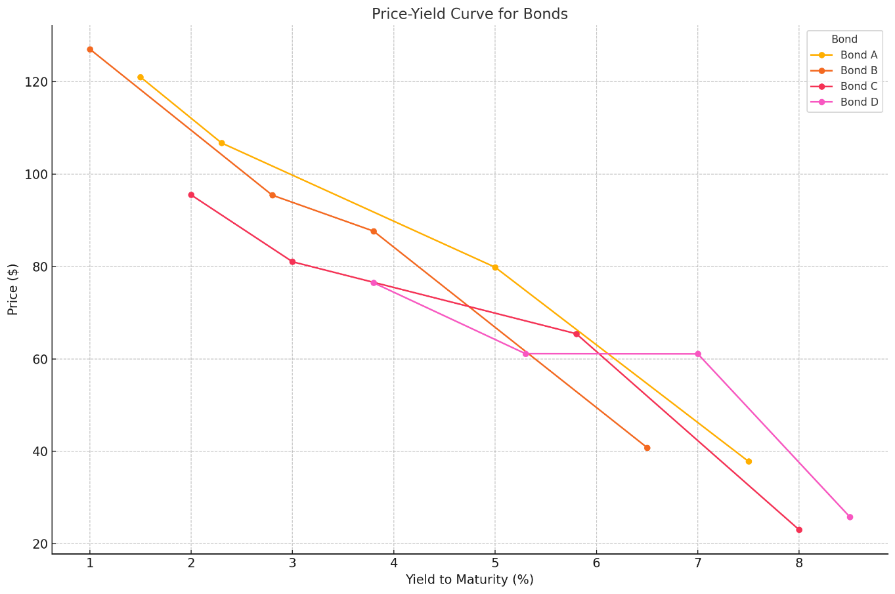 Price-Yield Curve for Bonds
Bond
Bond A
Bond B
Bond C
Bond D
Price ($)
120
100
80
60
40
20
1 2 3 4 5 6 7 8
Yield to Maturity (%)